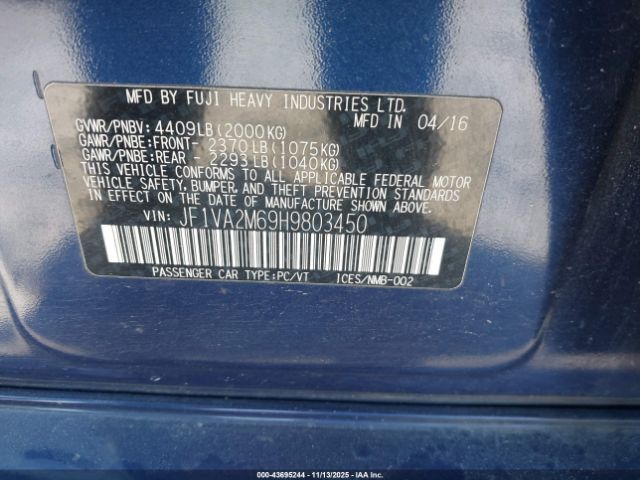 MFD BY FUJI HEAVY INDUSTRIES LTD.
MFD IN 04/16
GVWR/PNBV: 4409LB(2000KG)
GAWR/PNBE:FRONT- 2370LB(1075KG)
GAWR/PNBE:REAR - 2293LB(1040KG)
THIS VEHICLE CONFORMS TO ALL APPLICABLE FEDERAL MOTOR
VEHICLE SAFETY, BUMPER, AND THEFT PREVENTION STANDARDS
IN EFFECT ON THE DATE OF MANUFACTURE SHOWN ABOVE.
VIN: JF1VA2M69H9803450
PASSENGER CAR TYPE:PC/VT ICES/NMB-002
000-43695244 - 11/13/2025 - IAAI.COM